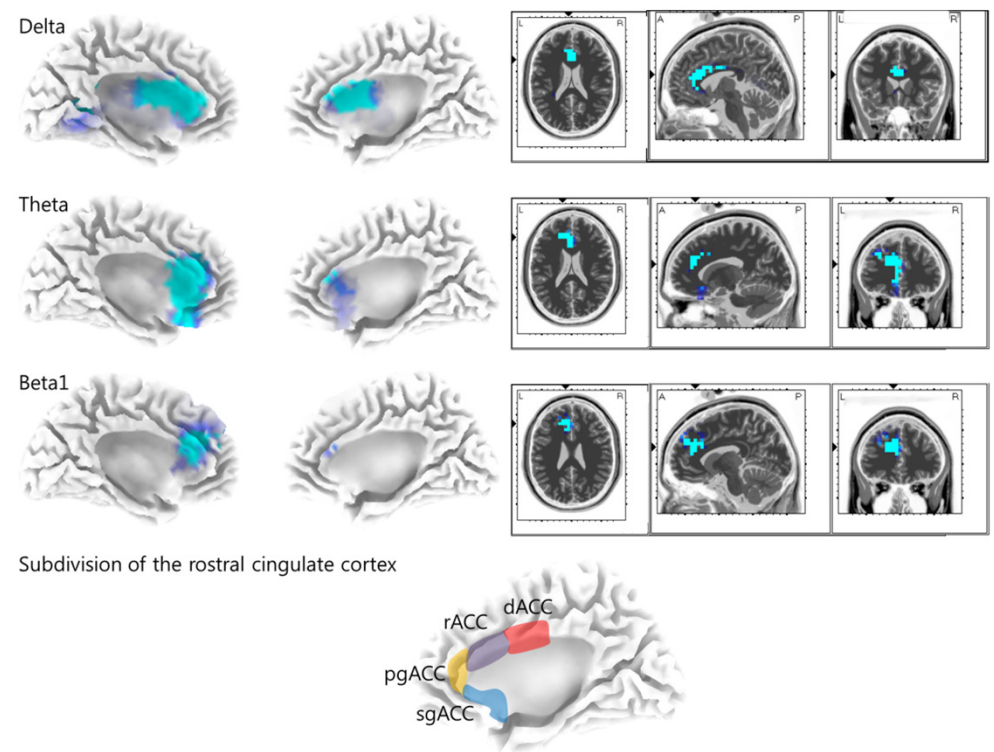 Delta
L R
A P
L R
Theta
L R
A P
L R
Beta1
L R
A P
L R
Subdivision of the rostral cingulate cortex
dACC
rACC
pgACC
sgACC